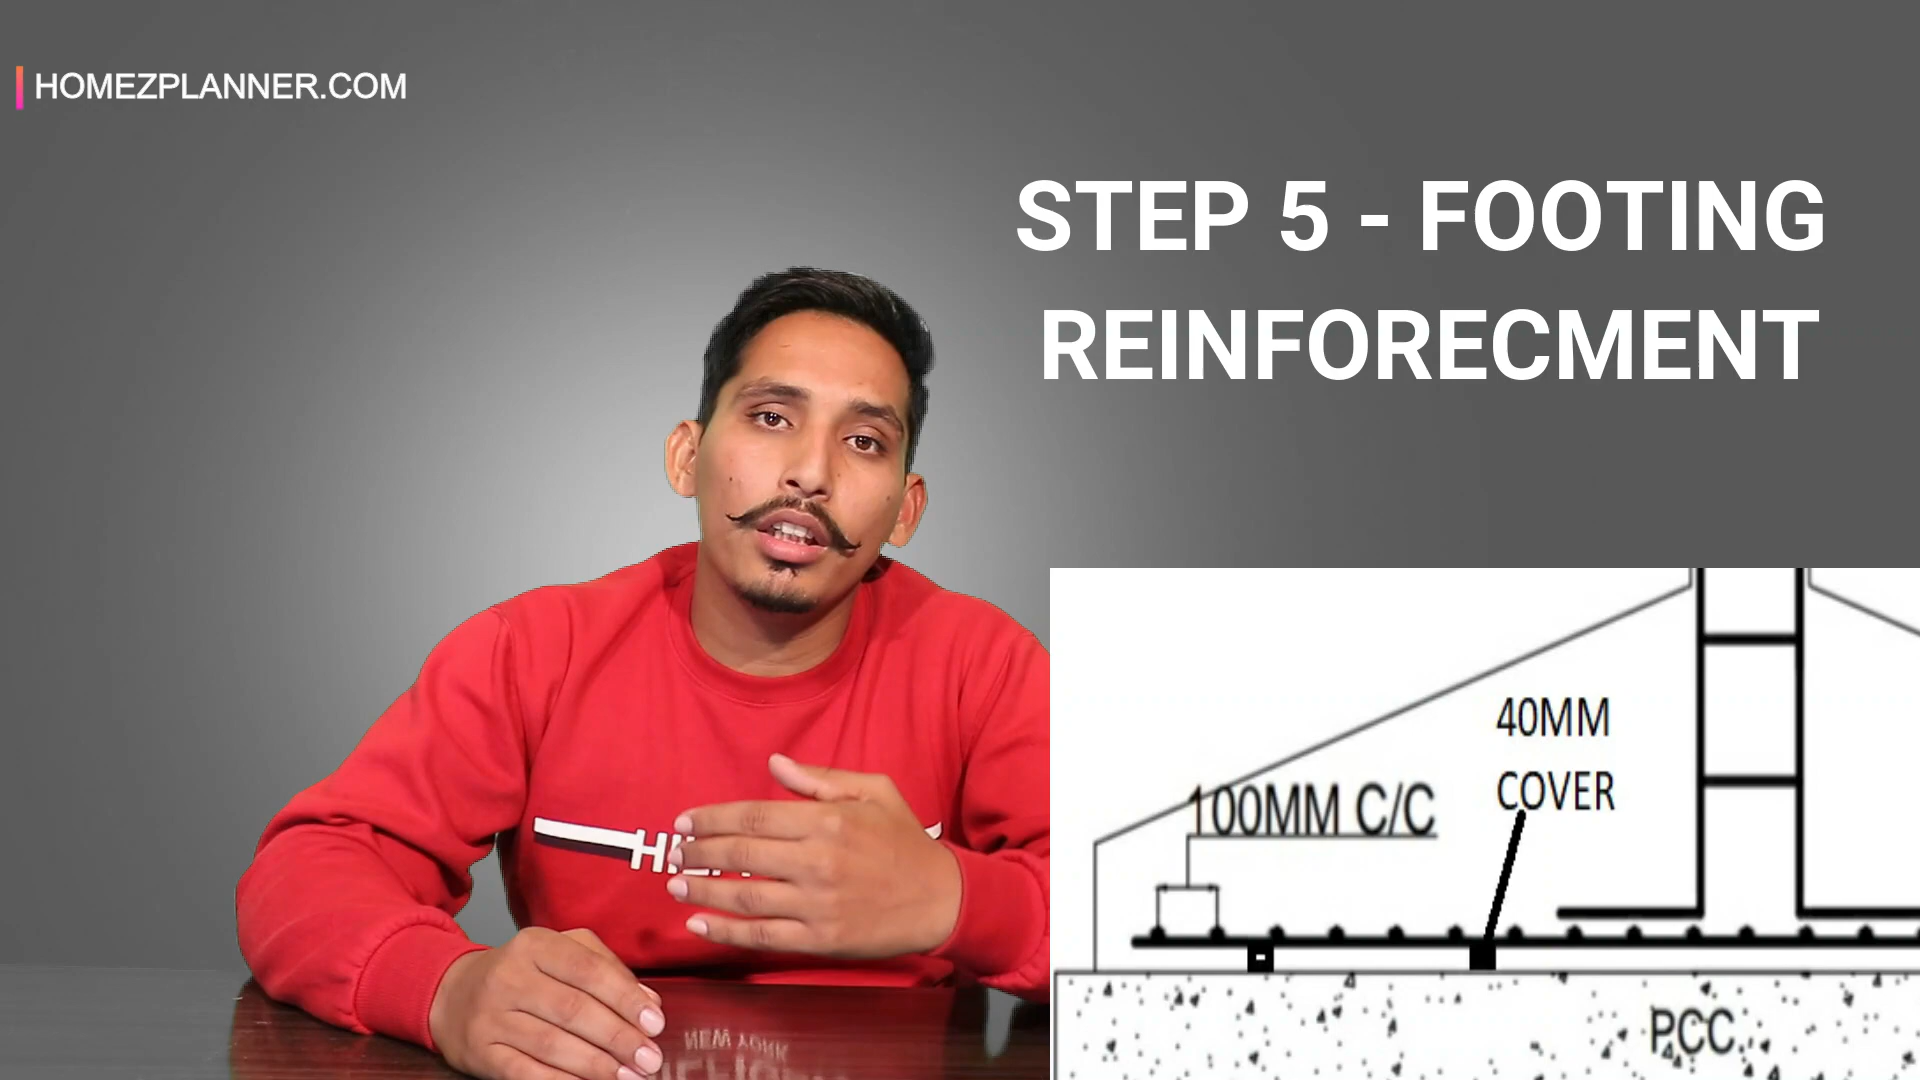 HOMEZPLANNER.COM
STEP 5 - FOOTING
REINFORECMENT
40MM
COVER
100MM C/C
PCC